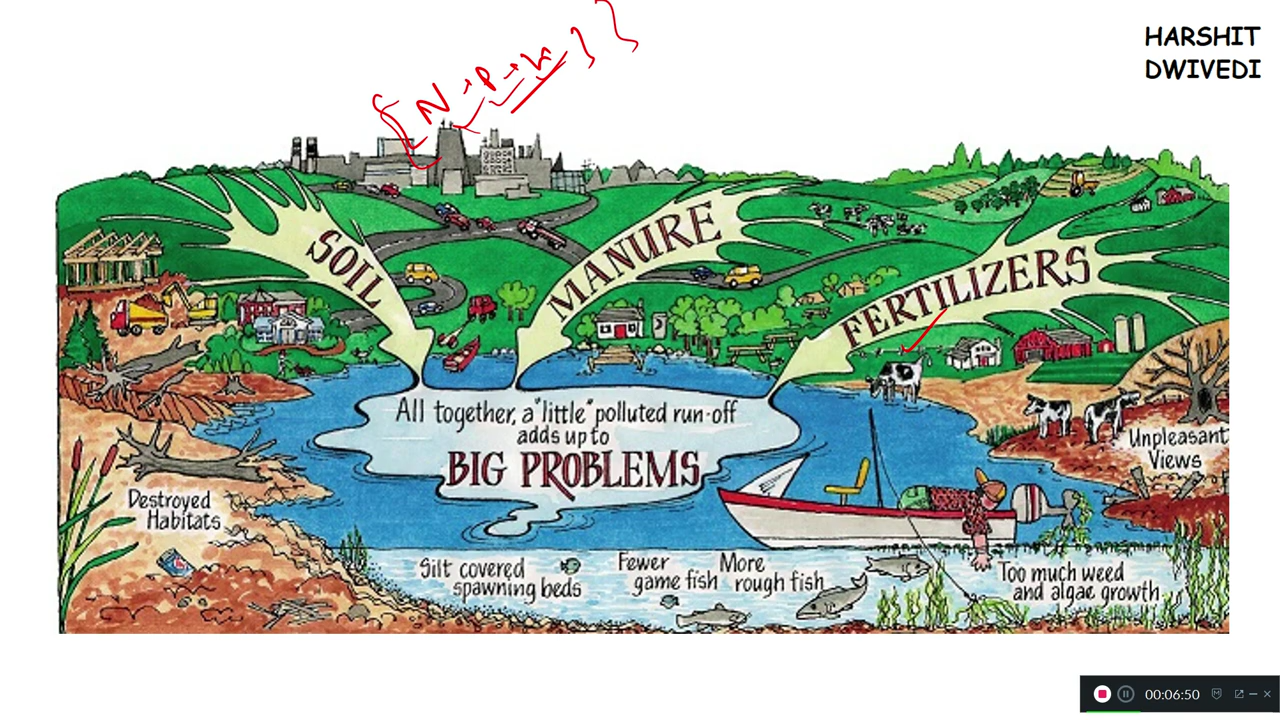 HARSHIT
DWIVEDI
N P K
SOIL
MANURE
FERTILIZERS
All together, a "little" polluted run-off
adds up to
BIG PROBLEMS
Unpleasant
Views
Destroyed
Habitats
Silt covered
spawning beds
Fewer
game fish
More
rough fish
Too much weed
and algae growth
00:06:50